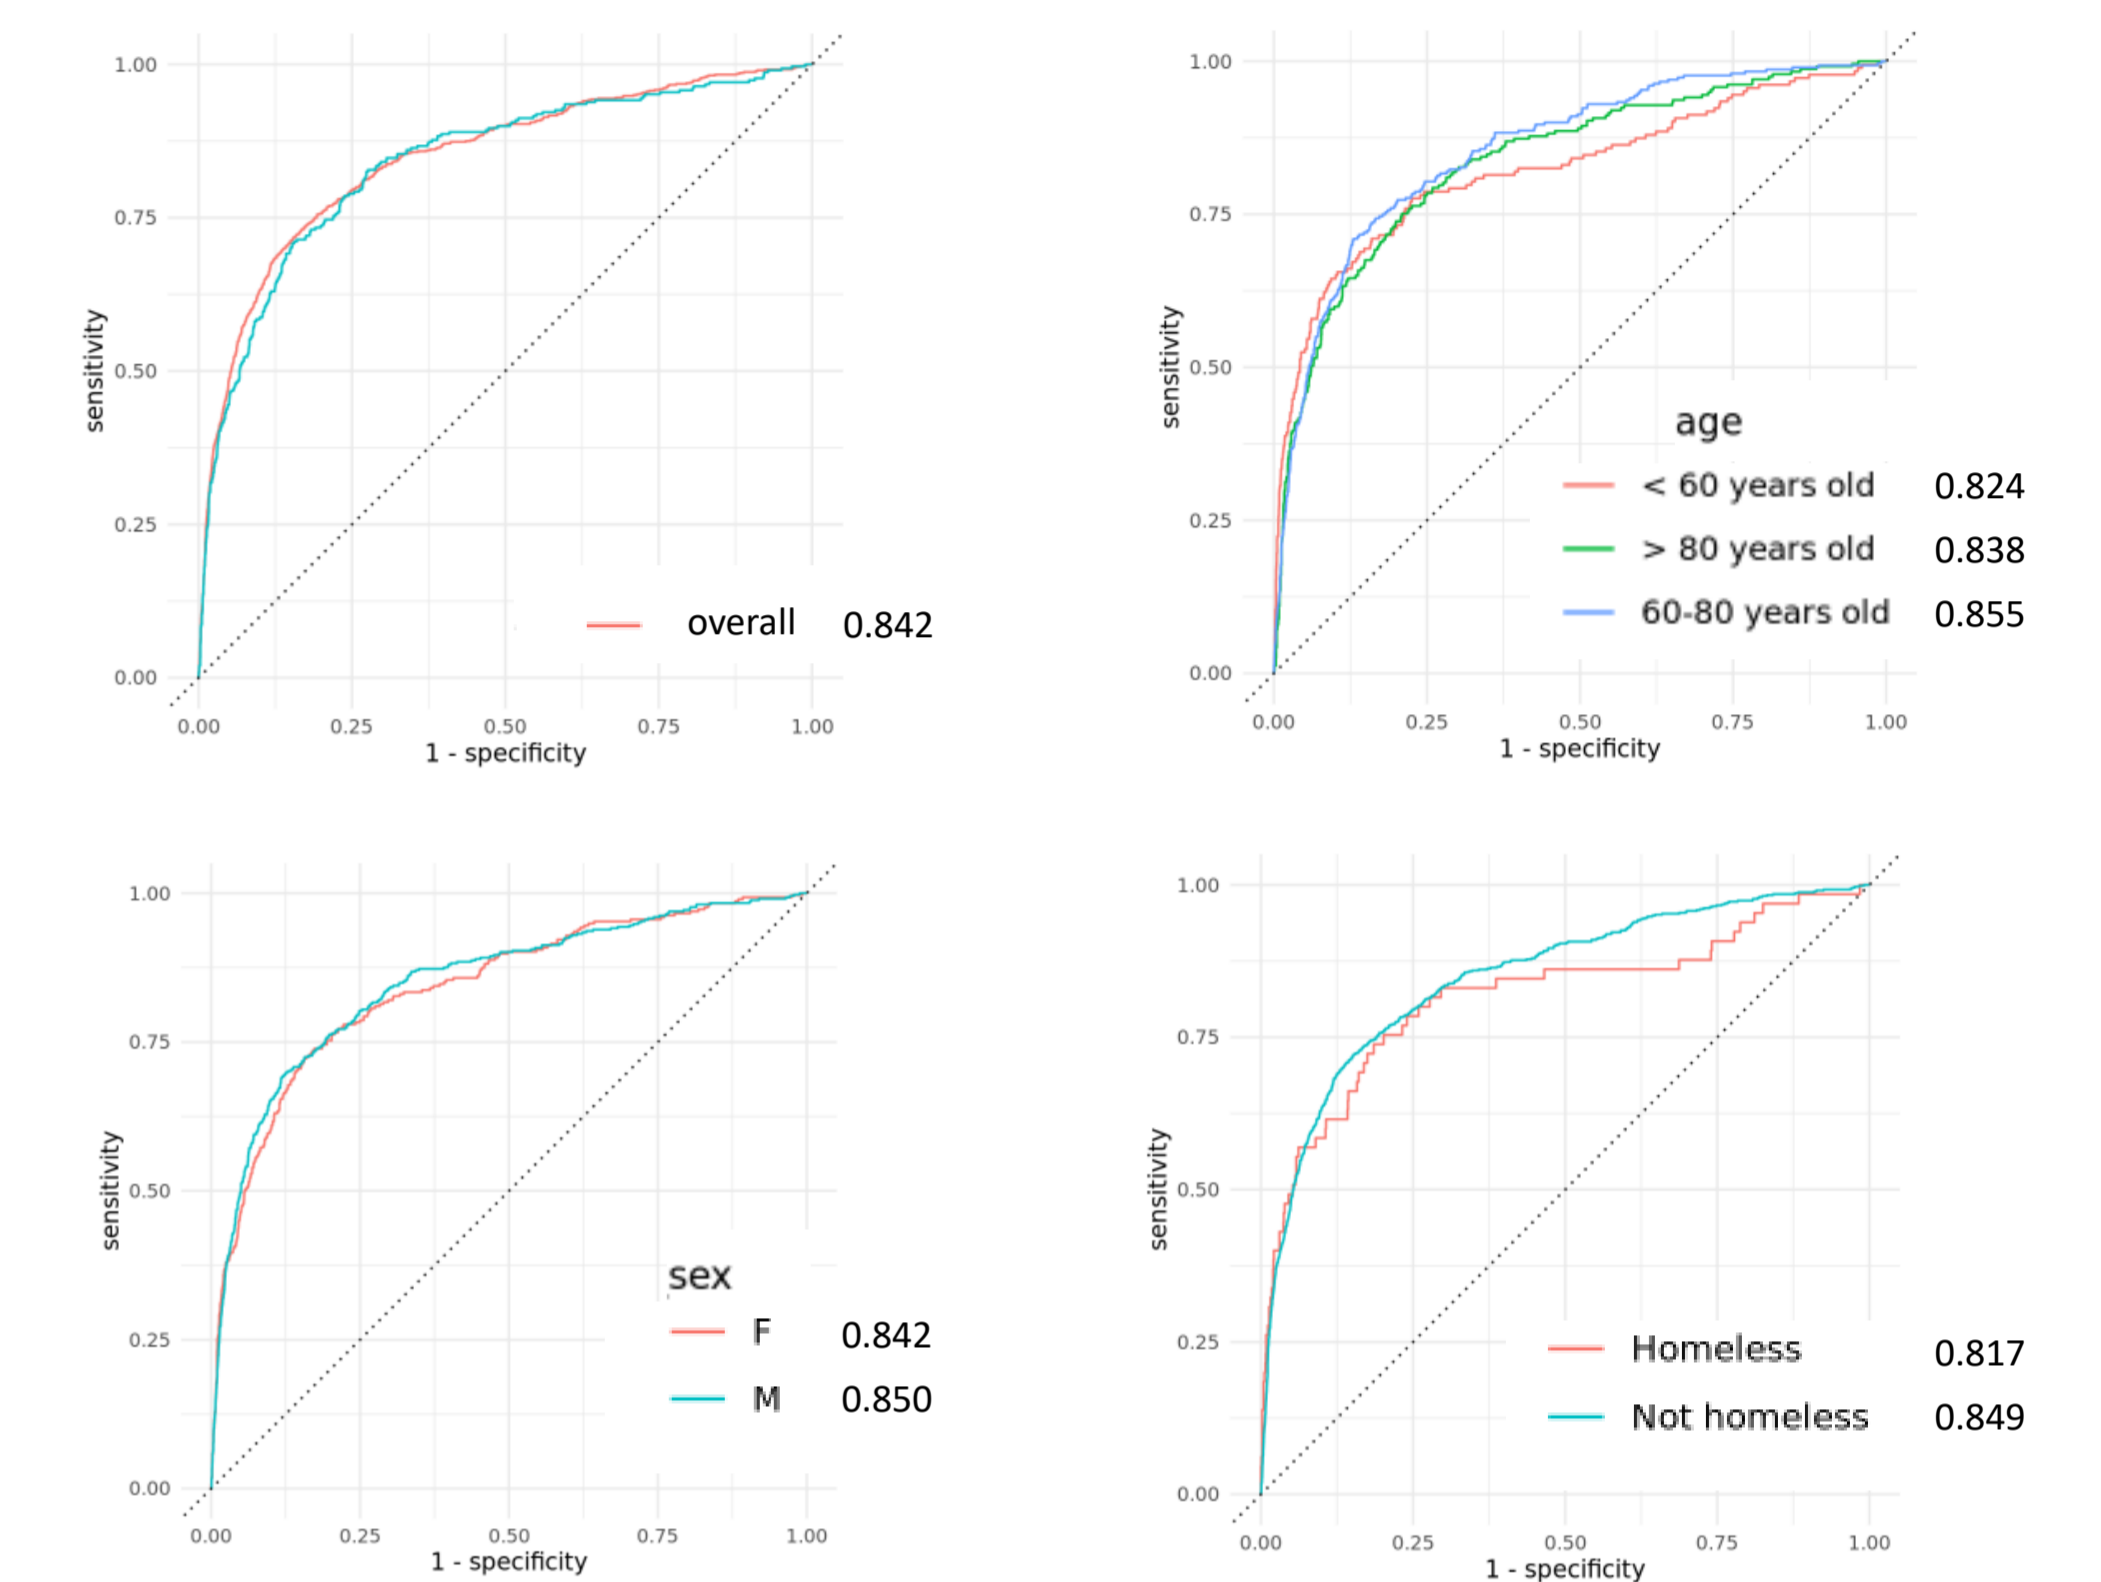 1.00
0.75
0.50
0.25
0.00
sensitivity
0.00 0.25 0.50 0.75 1.00
1 - specificity
overall 0.842
1.00
0.75
0.50
0.25
0.00
sensitivity
0.00 0.25 0.50 0.75 1.00
1 - specificity
age
< 60 years old 0.824
> 80 years old 0.838
60-80 years old 0.855
1.00
0.75
0.50
0.25
0.00
sensitivity
0.00 0.25 0.50 0.75 1.00
1 - specificity
sex
F 0.842
M 0.850
1.00
0.75
0.50
0.25
0.00
sensitivity
0.00 0.25 0.50 0.75 1.00
1 - specificity
Homeless 0.817
Not homeless 0.849